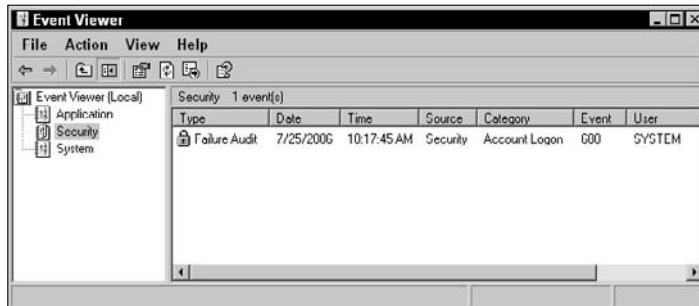 Event Viewer
File Action View Help
Event Viewer (Local)
Application
Security
System
Security 1 event(s)
Type Date Time Source Category Event User
Failure Audit 7/25/2006 10:17:45 AM Security Account Logon 600 SYSTEM